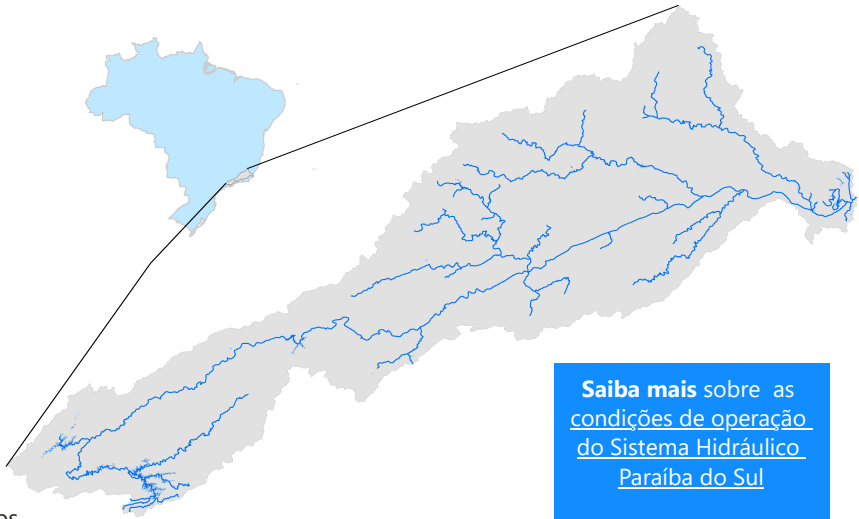 Saiba mais sobre as
condições de operação
do Sistema Hidráulico
Paraíba do Sul